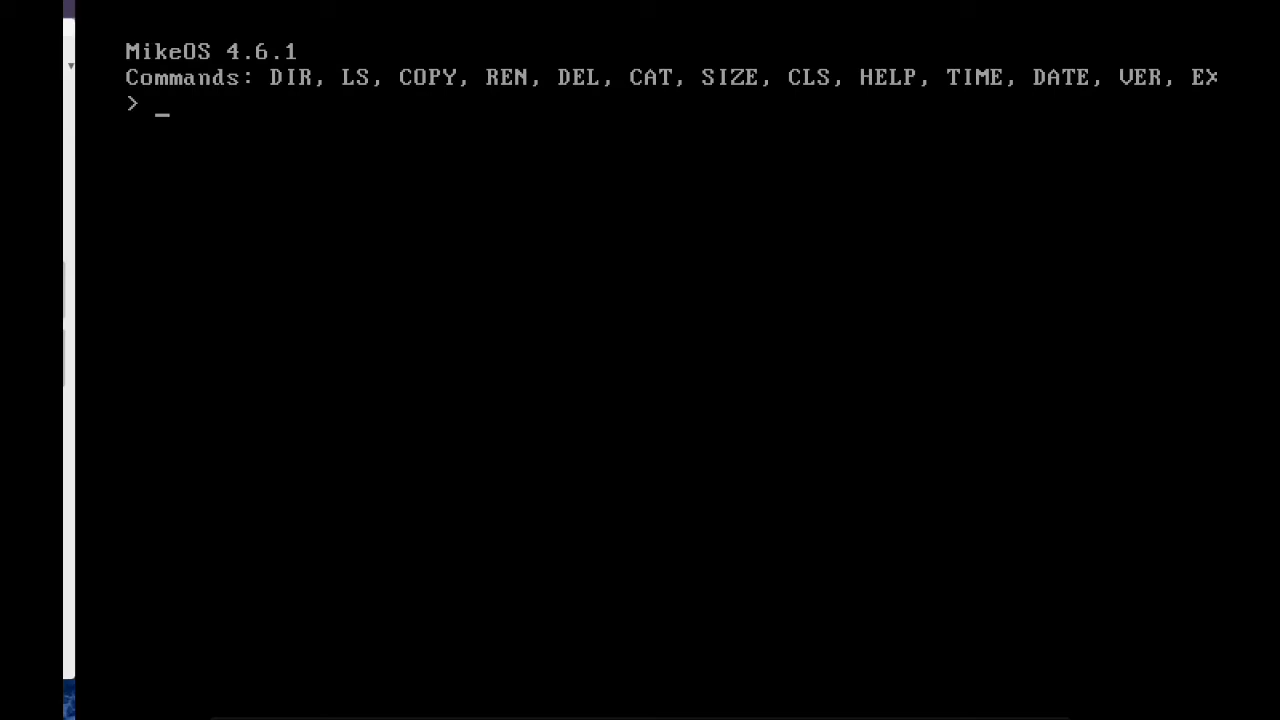 MikeOS 4.6.1
Commands: DIR, LS, COPY, REN, DEL, CAT, SIZE, CLS, HELP, TIME, DATE, VER, EX
> _